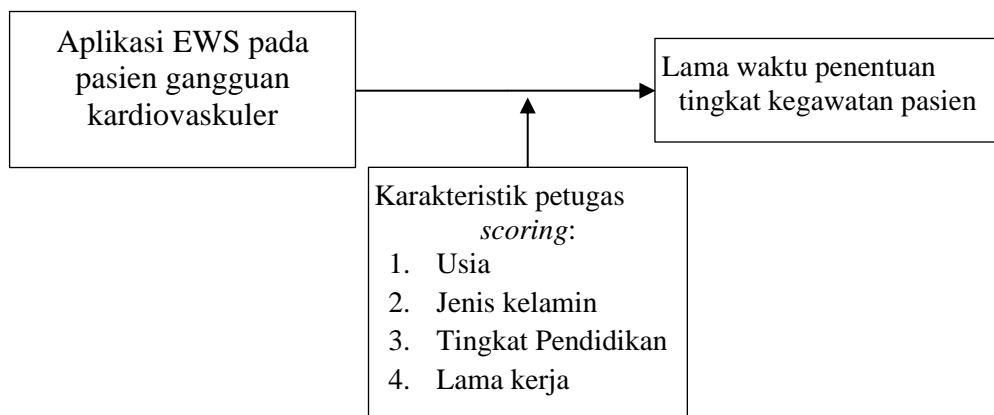 Aplikasi EWS pada
pasien gangguan
kardiovaskuler
Lama waktu penentuan
tingkat kegawatan pasien
Karakteristik petugas
scoring:
1. Usia
2. Jenis kelamin
3. Tingkat Pendidikan
4. Lama kerja